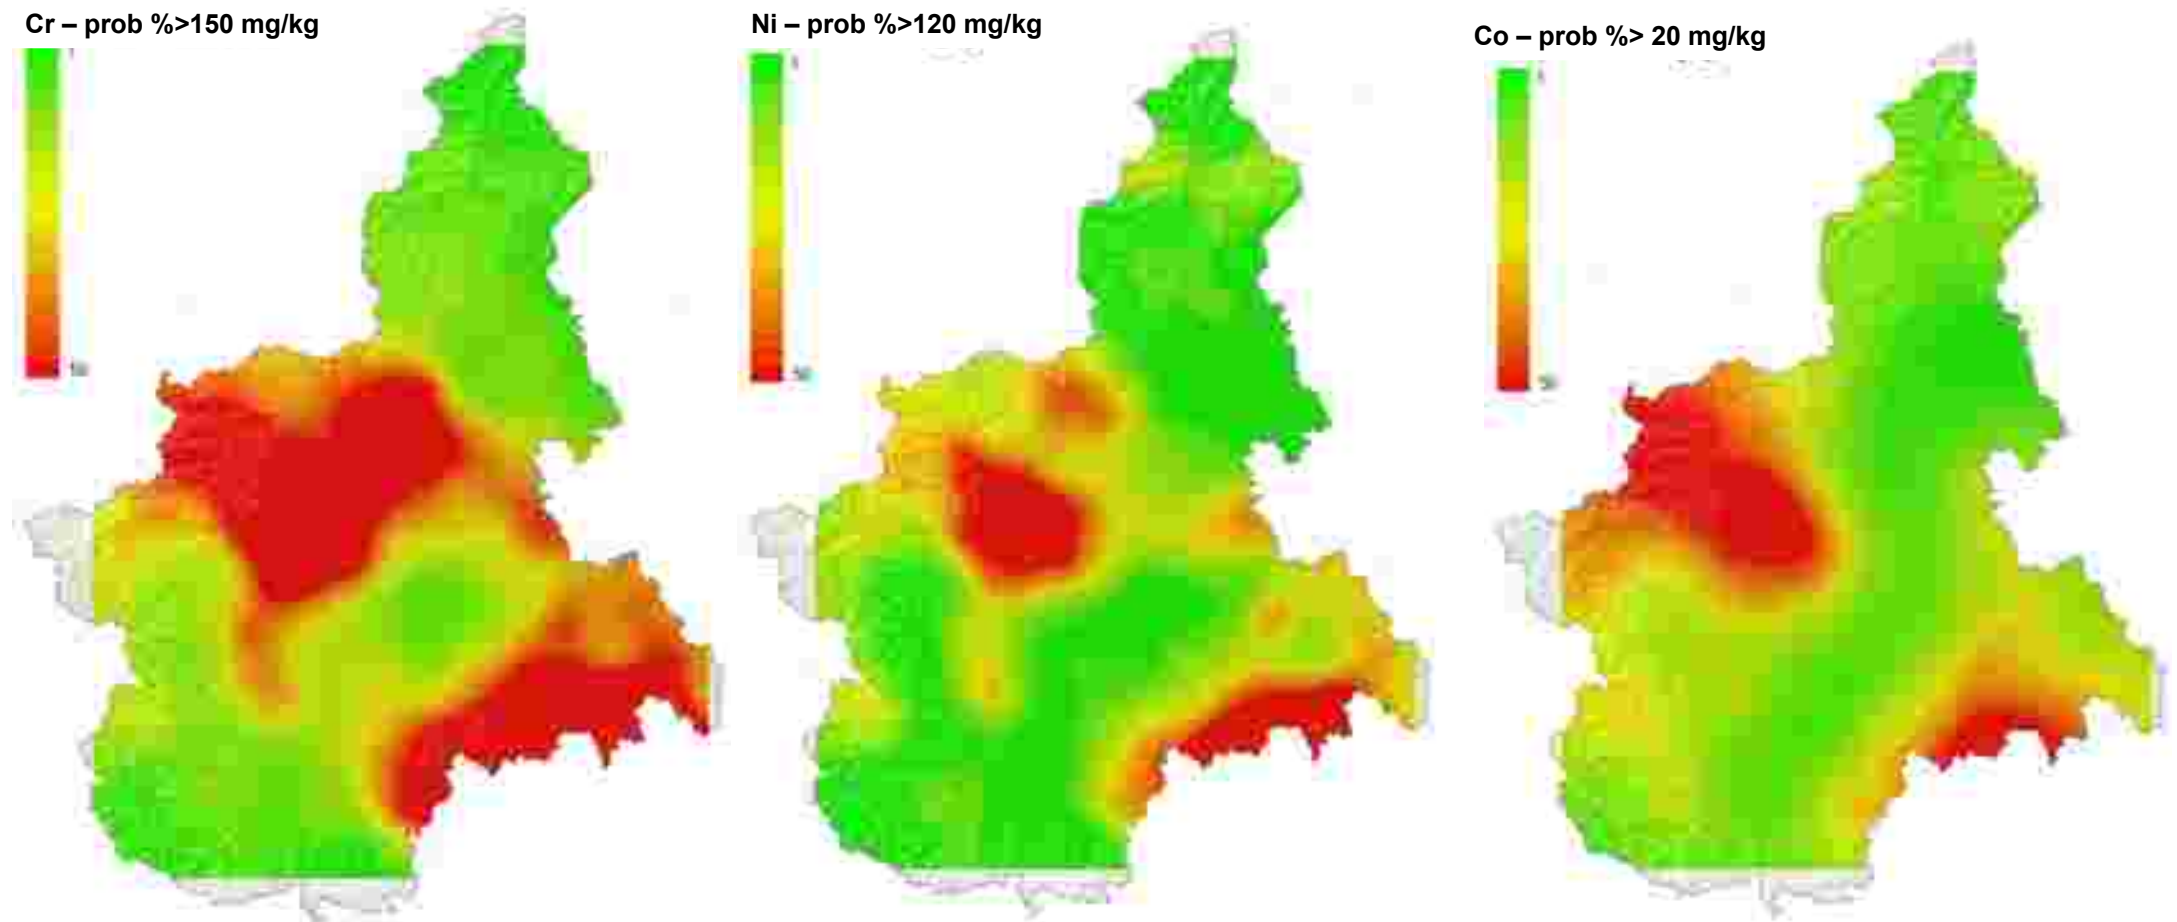 Cr – prob %>150 mg/kg
Ni – prob %>120 mg/kg
Co – prob %> 20 mg/kg